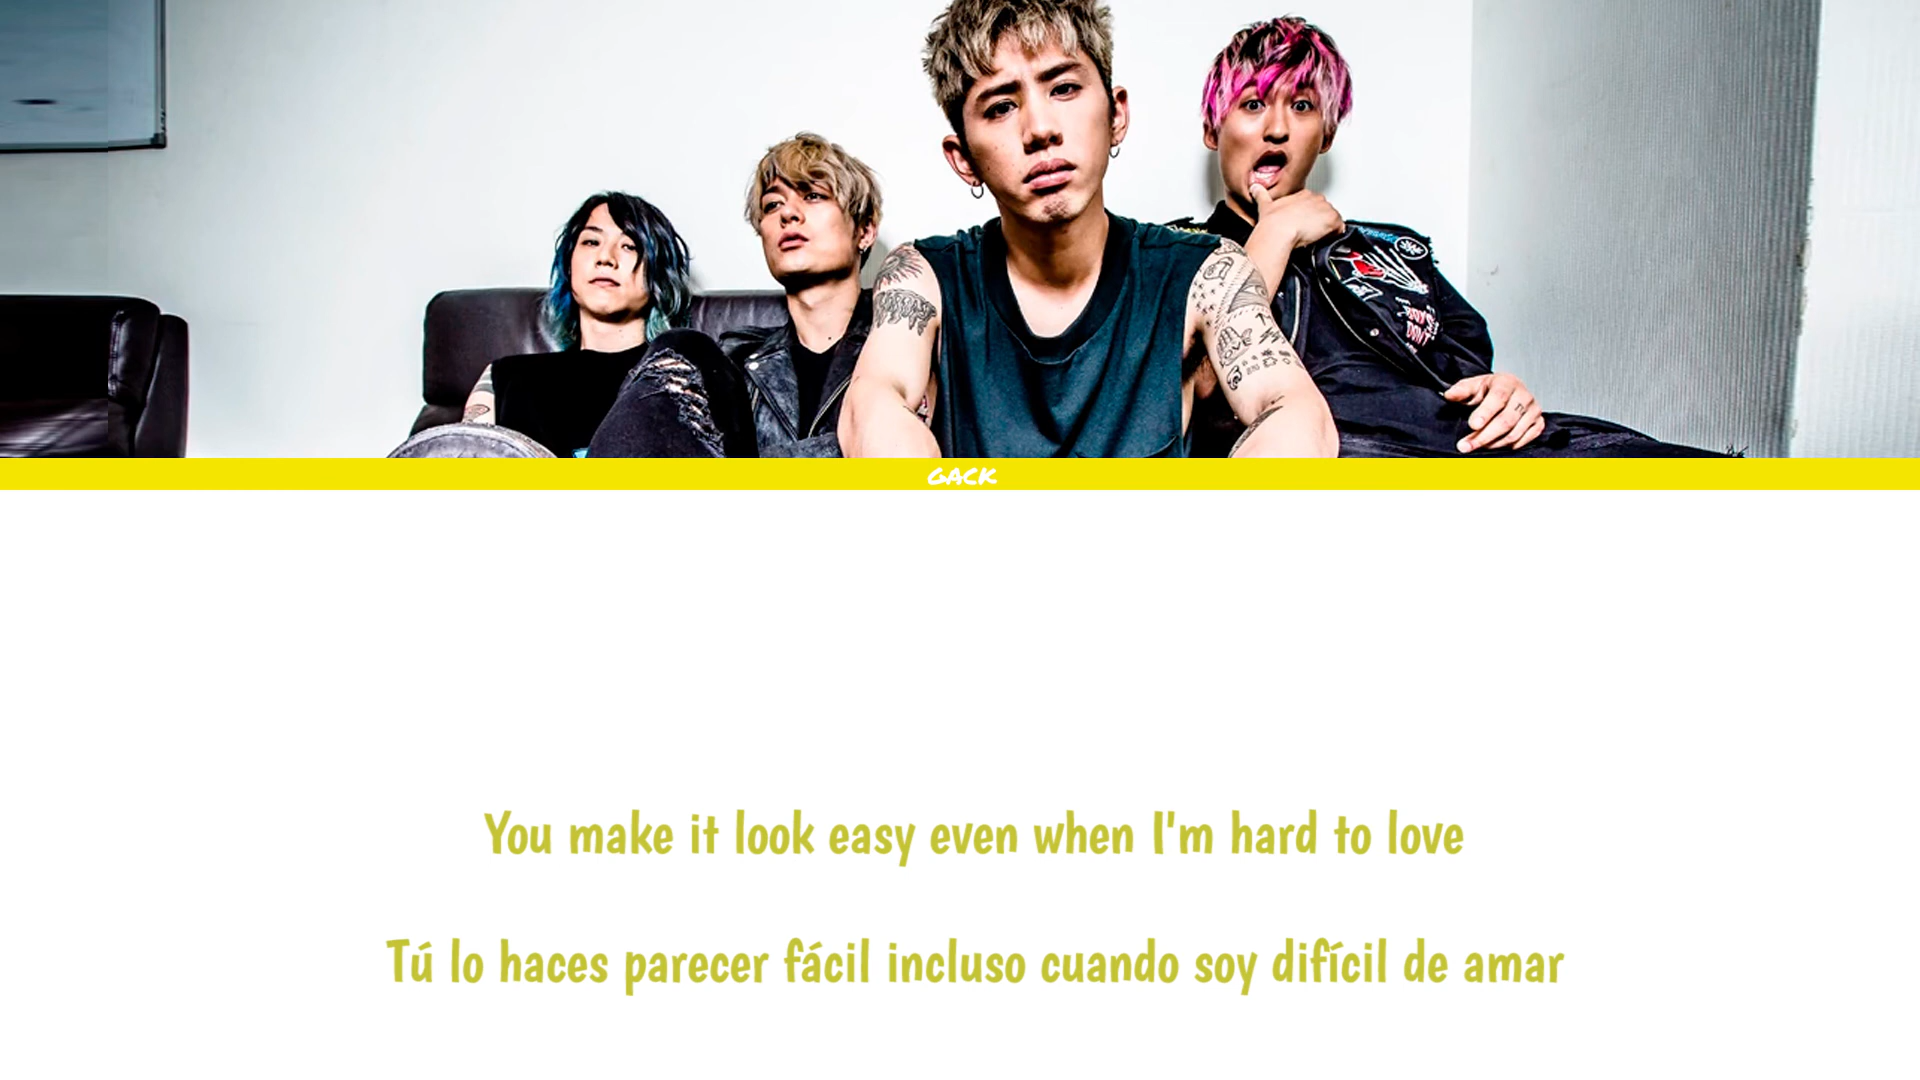 GACK
You make it look easy even when I'm hard to love
Tú lo haces parecer fácil incluso cuando soy difícil de amar